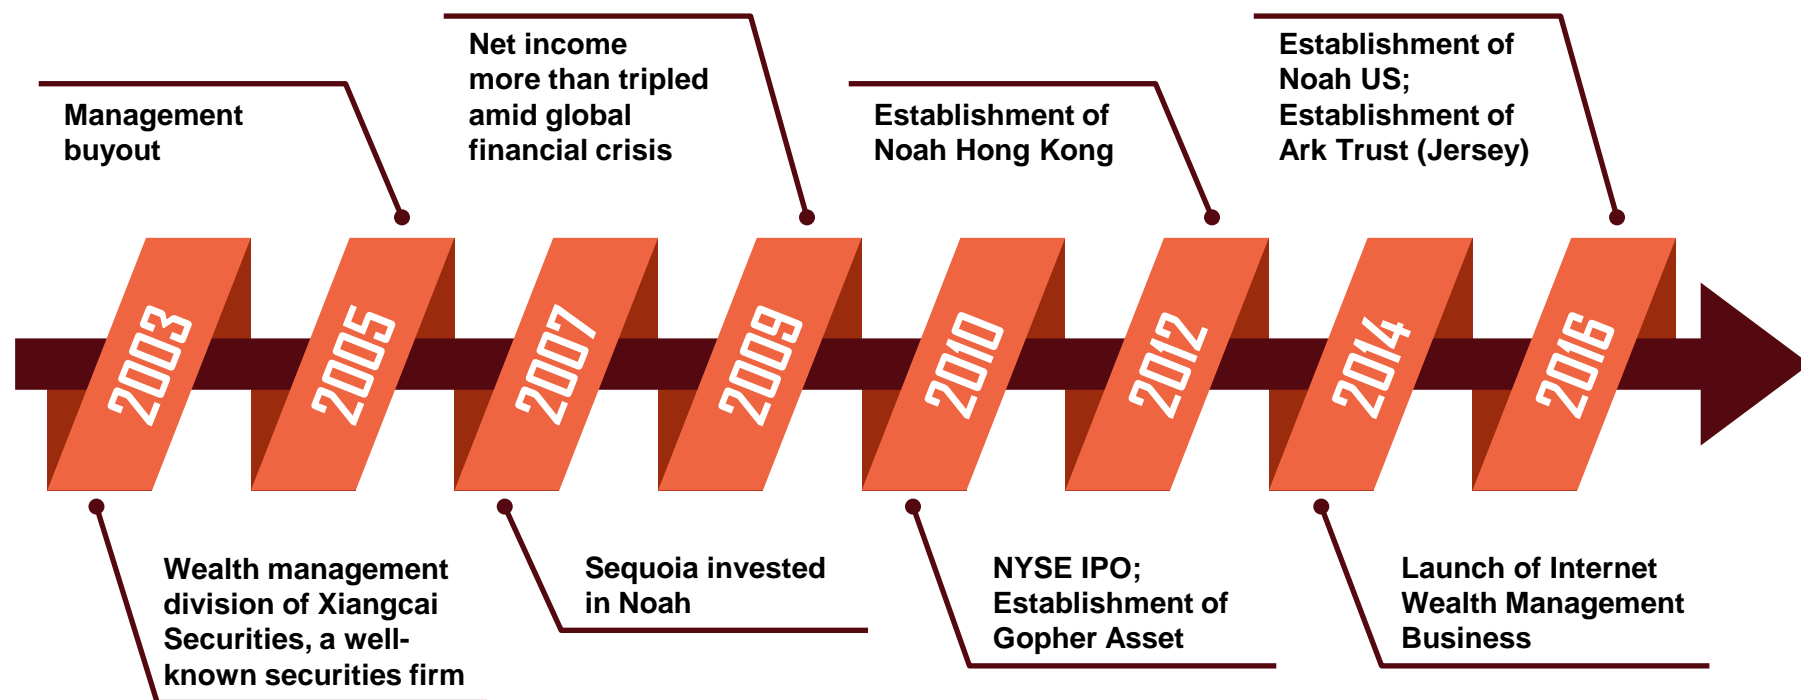 Management
buyout
Net income
more than tripled
amid global
financial crisis
Establishment of
Noah Hong Kong
Establishment of
Noah US;
Establishment of
Ark Trust (Jersey)
2003
2005
2007
2009
2010
2012
2014
2016
Wealth management
division of Xiangcai
Securities, a well-
known securities firm
Sequoia invested
in Noah
NYSE IPO;
Establishment of
Gopher Asset
Launch of Internet
Wealth Management
Business